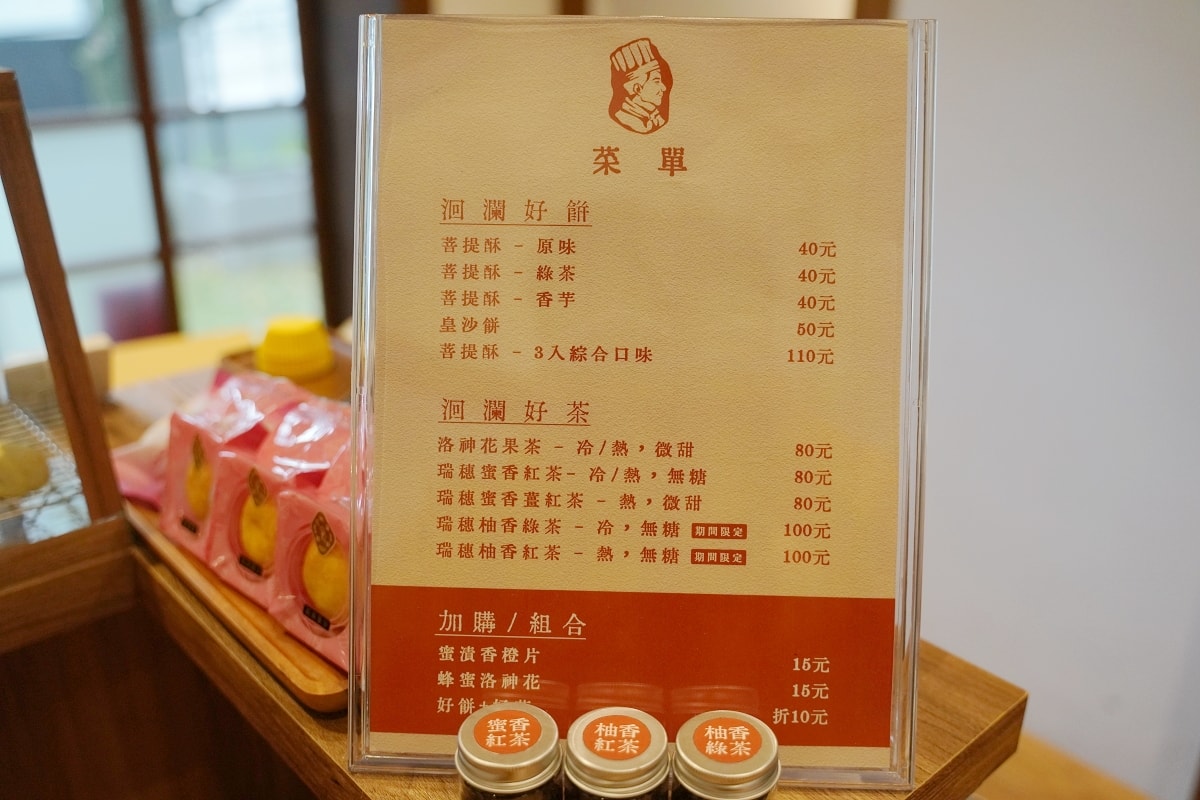 菜單
洄瀾好餅
菩提酥 - 原味 40元
菩提酥 - 綠茶 40元
菩提酥 - 香芋 40元
皇沙餅 50元
菩提酥 - 3入綜合口味 110元
洄瀾好茶
洛神花果茶 - 冷/熱，微甜 80元
瑞穗蜜香紅茶- 冷/熱，無糖 80元
瑞穗蜜香薑紅茶 - 熱，微甜 80元
瑞穗柚香綠茶 - 冷，無糖 期間限定 100元
瑞穗柚香紅茶 - 熱，無糖 期間限定 100元
加購/組合
蜜漬香橙片 15元
蜂蜜洛神花 15元
好餅+好 折10元
蜜香
紅茶
柚香
紅茶
柚香
綠茶